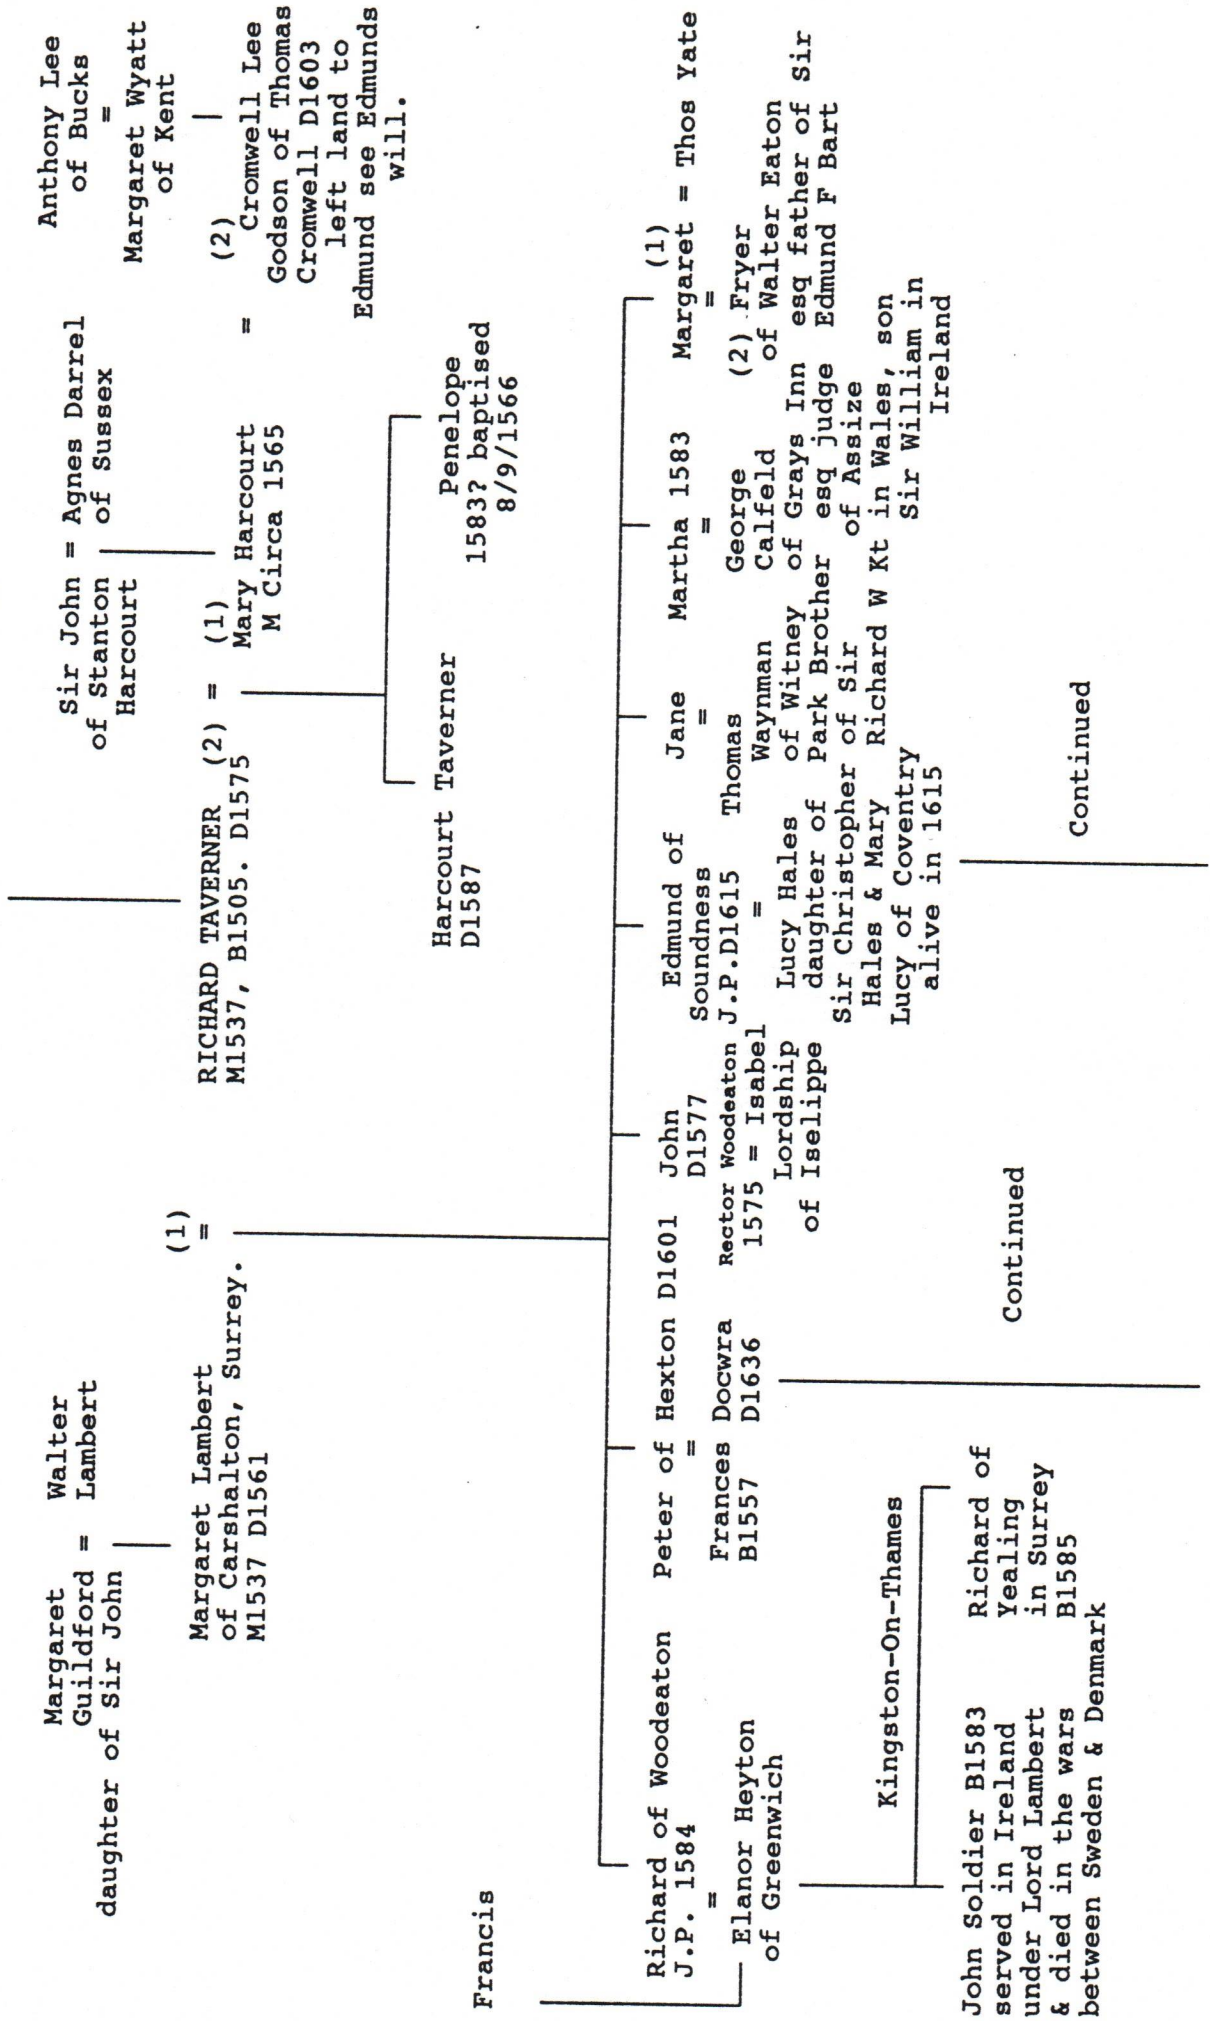 Margaret
Guildford = Walter
Lambert
daughter of Sir John
Margaret Lambert
of Carshalton, Surrey.
M1537 D1561
(1)
=
RICHARD TAVERNER (2) =
M1537, B1505. D1575
Sir John = Agnes Darrel
of Stanton of Sussex
Harcourt
(1)
Mary Harcourt
M Circa 1565
=
Anthony Lee
of Bucks
=
Margaret Wyatt
of Kent
(2)
Cromwell Lee
Godson of Thomas
Cromwell D1603
left land to
Edmund see Edmunds
will.
Harcourt Taverner
D1587
Penelope
1583? baptised
8/9/1566
Francis
Richard of Woodeaton
J.P. 1584
=
Elanor Heyton
of Greenwich
Peter of Hexton D1601
=
Frances Docwra
B1557 D1636
John
D1577
Rector Woodeaton
1575 = Isabel
Lordship
of Iselippe
Edmund of
Soundness
J.P.D1615
=
Lucy Hales
daughter of
Sir Christopher
Hales & Mary
Lucy of Coventry
alive in 1615
Jane
=
Thomas
Waynman
of Witney
Park Brother
of Sir
Richard W Kt in Wales, son
Sir William in
Ireland
Martha 1583
=
George
Calfeld
of Grays Inn
esq judge
of Assize
(1)
Margaret = Thos Yate
=
(2) Fryer
of Walter Eaton
esq father of Sir
Edmund F Bart
Kingston-On-Thames
John Soldier B1583
served in Ireland
under Lord Lambert
& died in the wars
between Sweden & Denmark
Richard of
Yealing
in Surrey
B1585
Continued
Continued